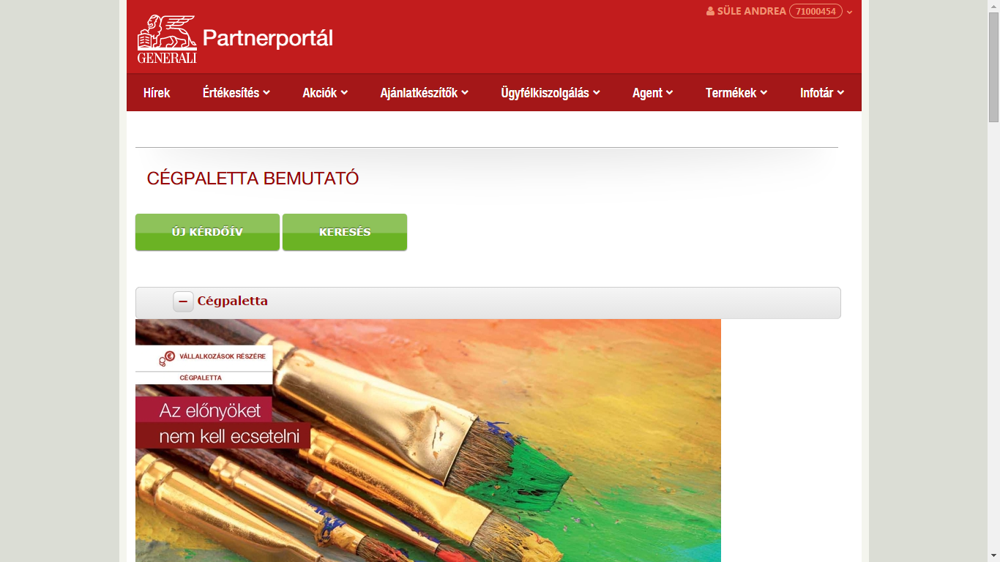 SÜLE ANDREA 71000454
GENERALI
Partnerportál
Hírek Értékesítés Akciók Ajánlatkészítők Ügyfélkiszolgálás Agent Termékek Infotár
CÉGPALETTA BEMUTATÓ
ÚJ KÉRDŐÍV KERESÉS
Cégpaletta
VÁLLALKOZÁSOK RÉSZÉRE
CÉGPALETTA
Az előnyöket
nem kell ecsetelni